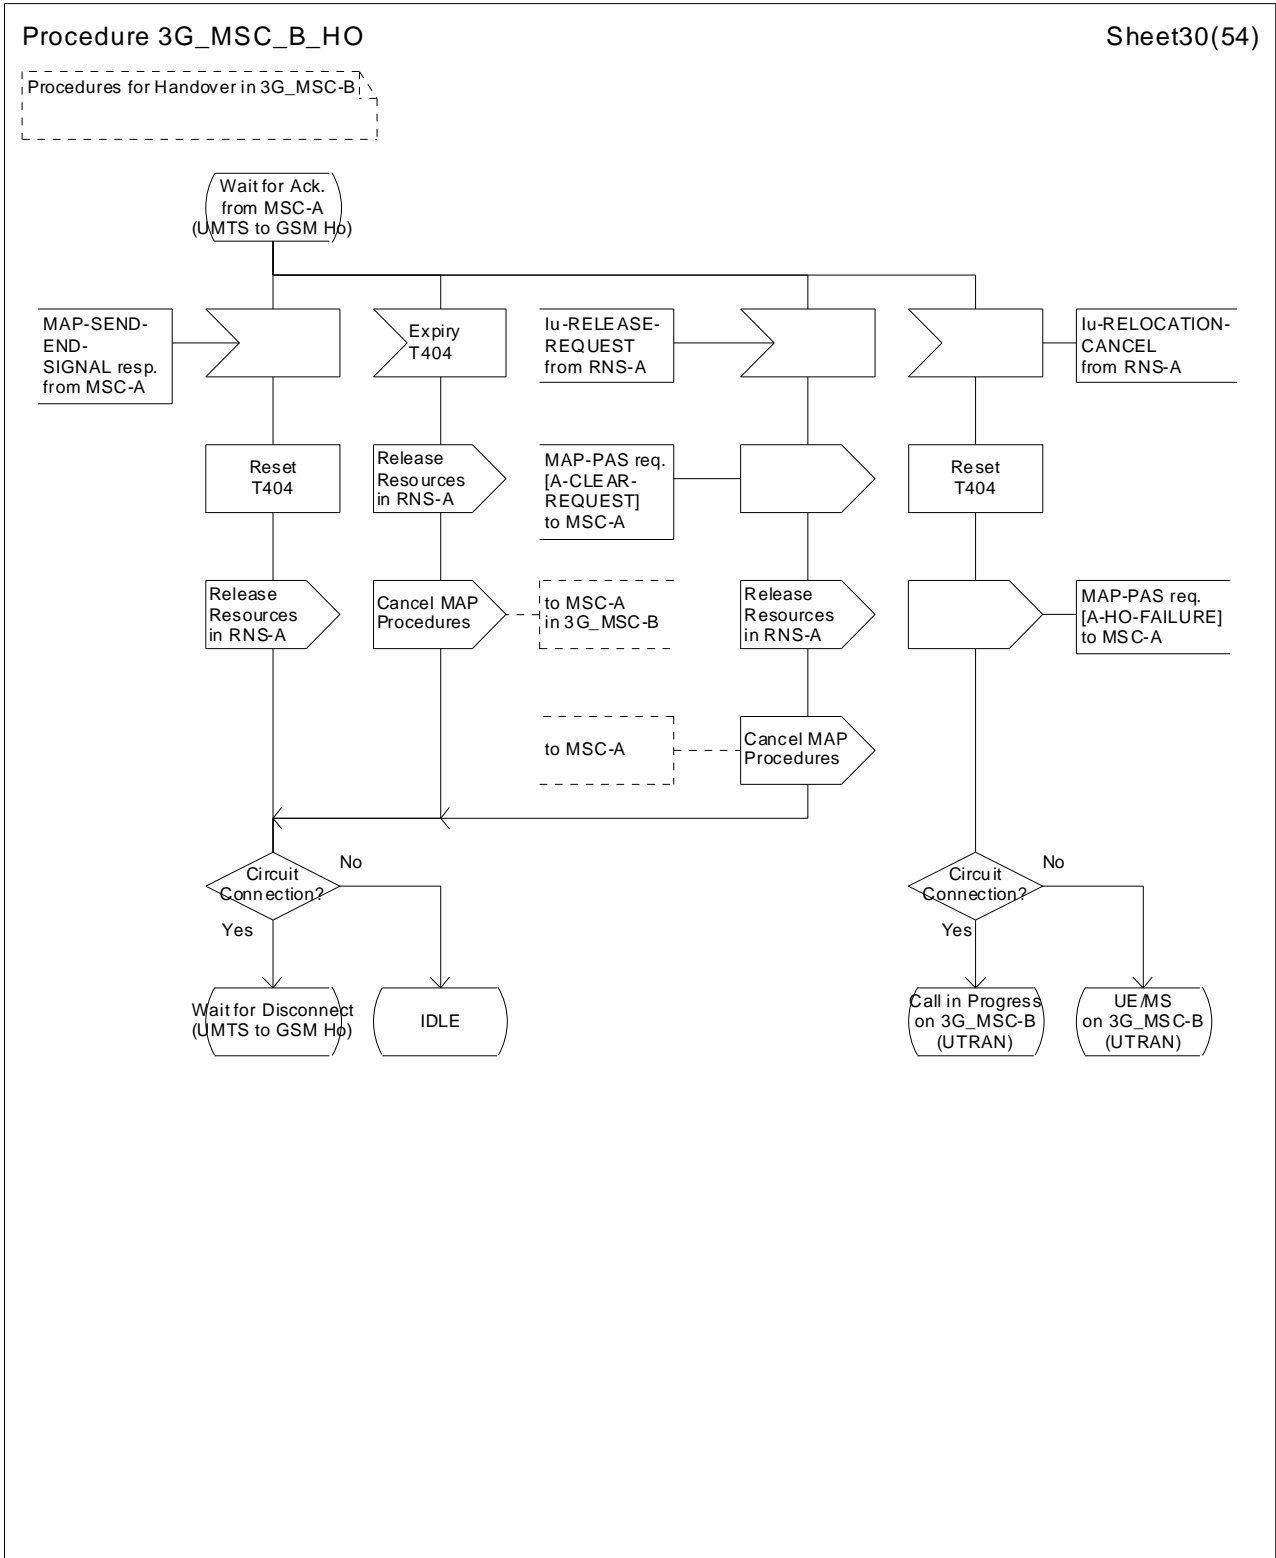 Procedure 3G_MSC_B_HO
Sheet30(54)
Procedures for Handover in 3G_MSC-B
Wait for Ack.
from MSC-A
(UMTS to GSM Ho)
MAP-SEND-
END-
SIGNAL resp.
from MSC-A
Expiry
T404
Iu-RELEASE-
REQUEST
from RNS-A
Iu-RELOCATION-
CANCEL
from RNS-A
Reset
T404
Release
Resources
in RNS-A
MAP-PAS req.
[A-CLEAR-
REQUEST]
to MSC-A
Reset
T404
Release
Resources
in RNS-A
Cancel MAP
Procedures
to MSC-A
in 3G_MSC-B
Release
Resources
in RNS-A
MAP-PAS req.
[A-HO-FAILURE]
to MSC-A
to MSC-A
Cancel MAP
Procedures
Circuit
Connection?
No
Yes
Circuit
Connection?
No
Yes
Wait for Disconnect
(UMTS to GSM Ho)
IDLE
Call in Progress
on 3G_MSC-B
(UTRAN)
UE/MS
on 3G_MSC-B
(UTRAN)